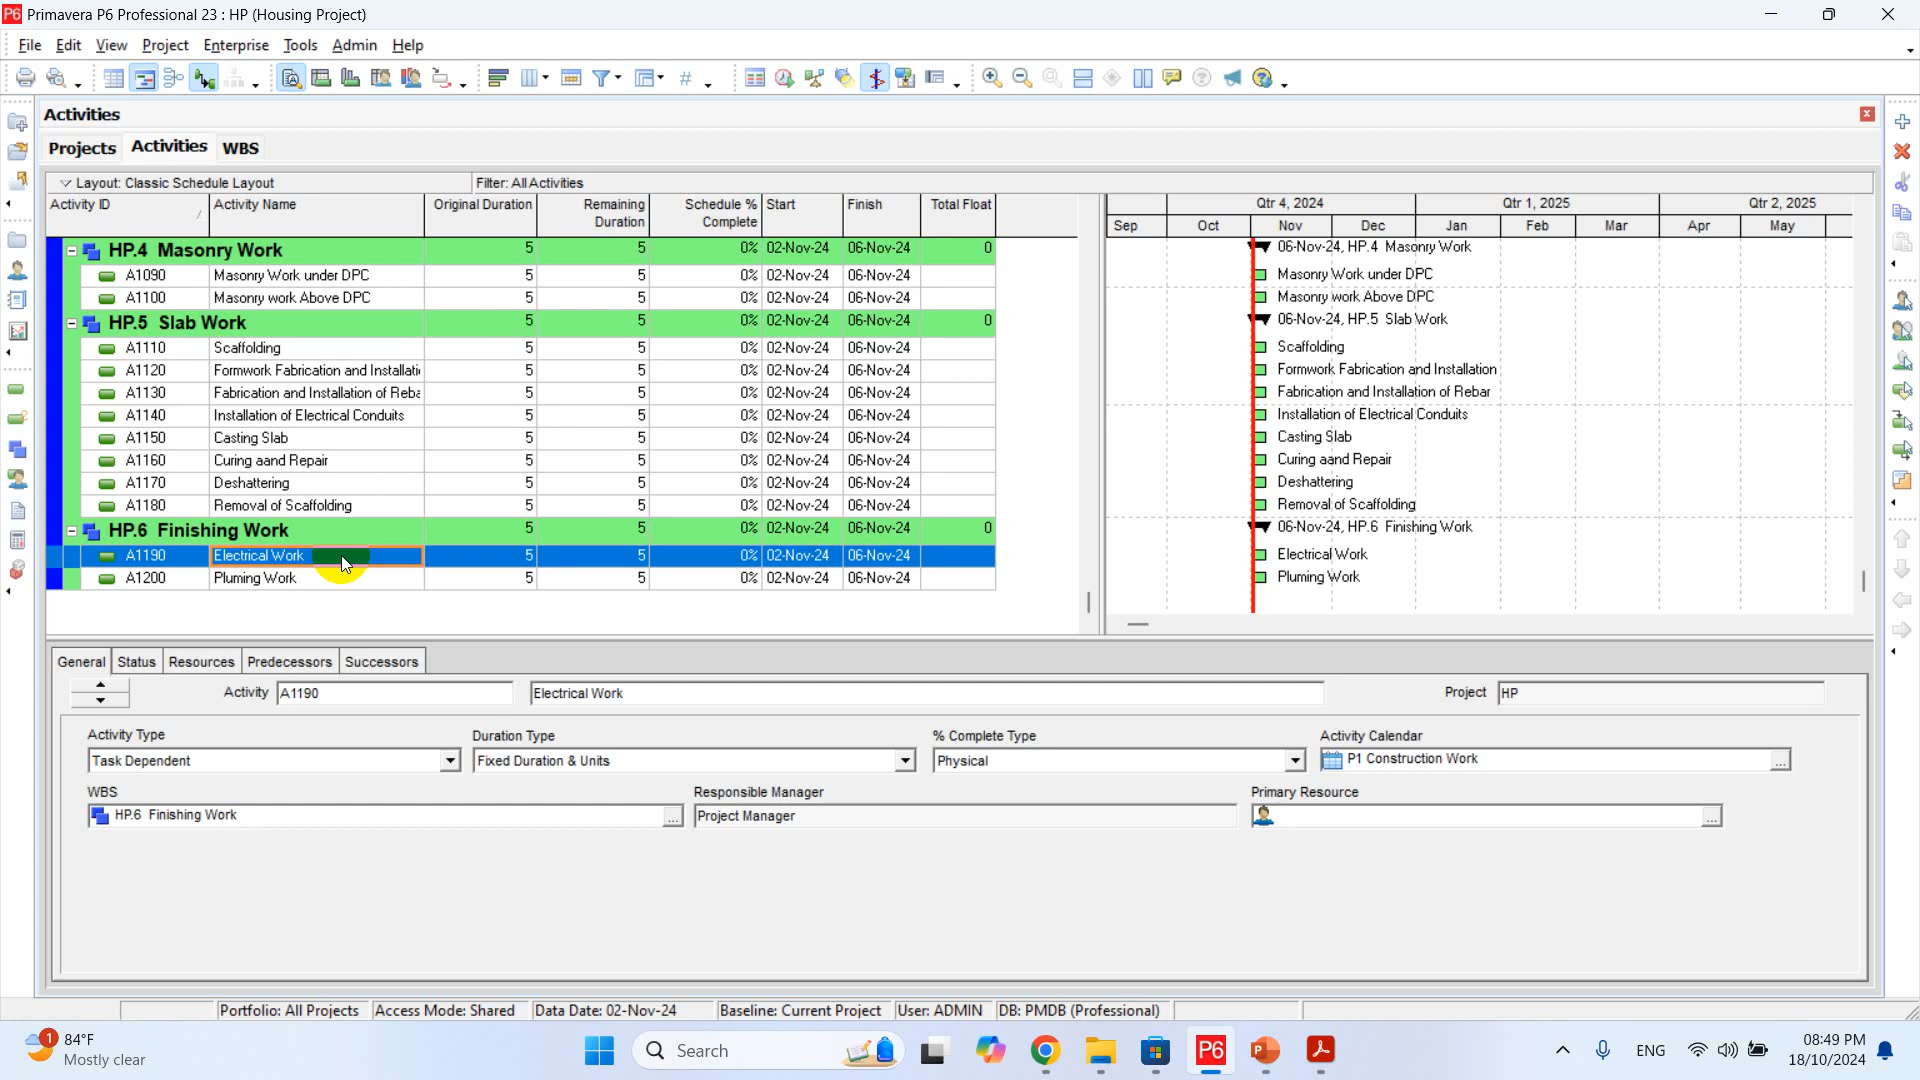 Primavera P6 Professional 23 : HP (Housing Project)
File Edit View Project Enterprise Tools Admin Help
Activities
Projects Activities WBS
Layout: Classic Schedule Layout Filter: All Activities
Activity ID Activity Name Original Duration Remaining Duration Schedule % Complete Start Finish Total Float
Qtr 4, 2024 Qtr 1, 2025 Qtr 2, 2025
Sep Oct Nov Dec Jan Feb Mar Apr May
HP.4 Masonry Work 5 5 0% 02-Nov-24 06-Nov-24 0 06-Nov-24, HP.4 Masonry Work
A1090 Masonry Work under DPC 5 5 0% 02-Nov-24 06-Nov-24 Masonry Work under DPC
A1100 Masonry work Above DPC 5 5 0% 02-Nov-24 06-Nov-24 Masonry work Above DPC
HP.5 Slab Work 5 5 0% 02-Nov-24 06-Nov-24 0 06-Nov-24, HP.5 Slab Work
A1110 Scaffolding 5 5 0% 02-Nov-24 06-Nov-24 Scaffolding
A1120 Formwork Fabrication and Installati 5 5 0% 02-Nov-24 06-Nov-24 Formwork Fabrication and Installation
A1130 Fabrication and Installation of Reba 5 5 0% 02-Nov-24 06-Nov-24 Fabrication and Installation of Rebar
A1140 Installation of Electrical Conduits 5 5 0% 02-Nov-24 06-Nov-24 Installation of Electrical Conduits
A1150 Casting Slab 5 5 0% 02-Nov-24 06-Nov-24 Casting Slab
A1160 Curing aand Repair 5 5 0% 02-Nov-24 06-Nov-24 Curing aand Repair
A1170 Deshattering 5 5 0% 02-Nov-24 06-Nov-24 Deshattering
A1180 Removal of Scaffolding 5 5 0% 02-Nov-24 06-Nov-24 Removal of Scaffolding
HP.6 Finishing Work 5 5 0% 02-Nov-24 06-Nov-24 0 06-Nov-24, HP.6 Finishing Work
A1190 Electrical Work 5 5 0% 02-Nov-24 06-Nov-24 Electrical Work
A1200 Pluming Work 5 5 0% 02-Nov-24 06-Nov-24 Pluming Work
General Status Resources Predecessors Successors
Activity A1190 Electrical Work Project HP
Activity Type Duration Type % Complete Type Activity Calendar
Task Dependent Fixed Duration & Units Physical P1 Construction Work ...
WBS Responsible Manager Primary Resource
HP.6 Finishing Work ... Project Manager ...
Portfolio: All Projects Access Mode: Shared Data Date: 02-Nov-24 Baseline: Current Project User: ADMIN DB: PMDB (Professional)
1 84°F
Mostly clear
Search
P6
ENG
08:49 PM
18/10/2024